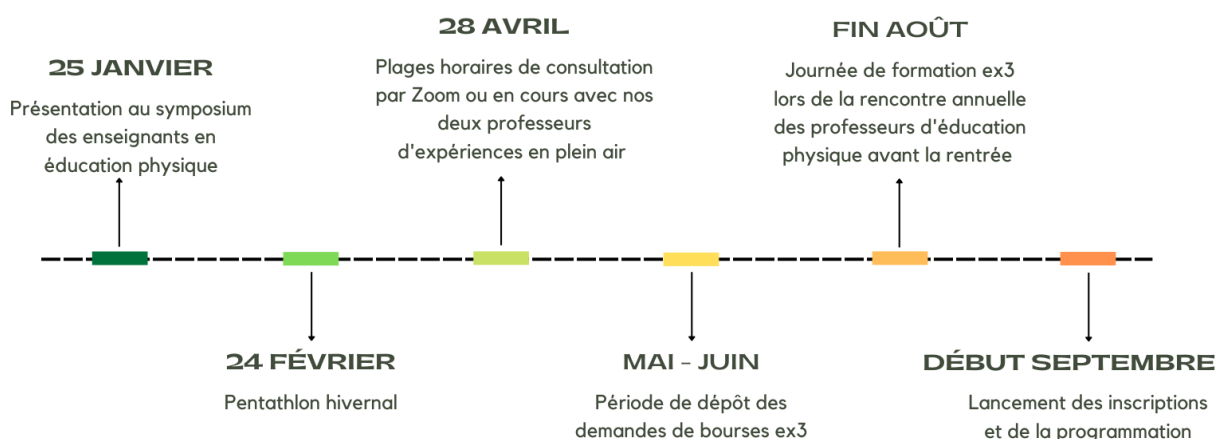 25 JANVIER
Présentation au symposium
des enseignants en
éducation physique
24 FÉVRIER
Pentathlon hivernal
28 AVRIL
Plages horaires de consultation
par Zoom ou en cours avec nos
deux professeurs
d'expériences en plein air
MAI - JUIN
Période de dépôt des
demandes de bourses ex3
FIN AOÛT
Journée de formation ex3
lors de la rencontre annuelle
des professeurs d'éducation
physique avant la rentrée
DÉBUT SEPTEMBRE
Lancement des inscriptions
et de la programmation